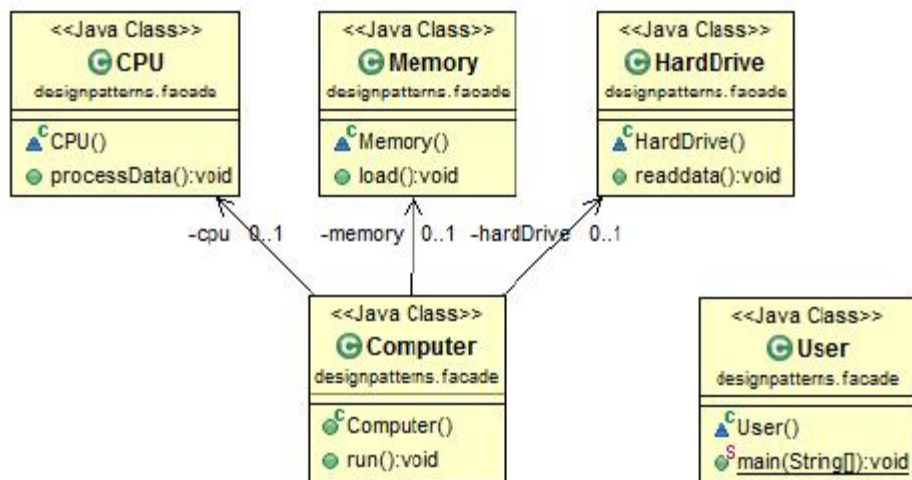 <<Java Class>>
CPU
designpatterns.facade
CPU()
processData():void
<<Java Class>>
Memory
designpatterns.facade
Memory()
load():void
<<Java Class>>
HardDrive
designpatterns.facade
HardDrive()
readdata():void
-cpu 0..1
-memory 0..1
-hardDrive 0..1
<<Java Class>>
Computer
designpatterns.facade
Computer()
run():void
<<Java Class>>
User
designpatterns.facade
User()
main(String[]):void